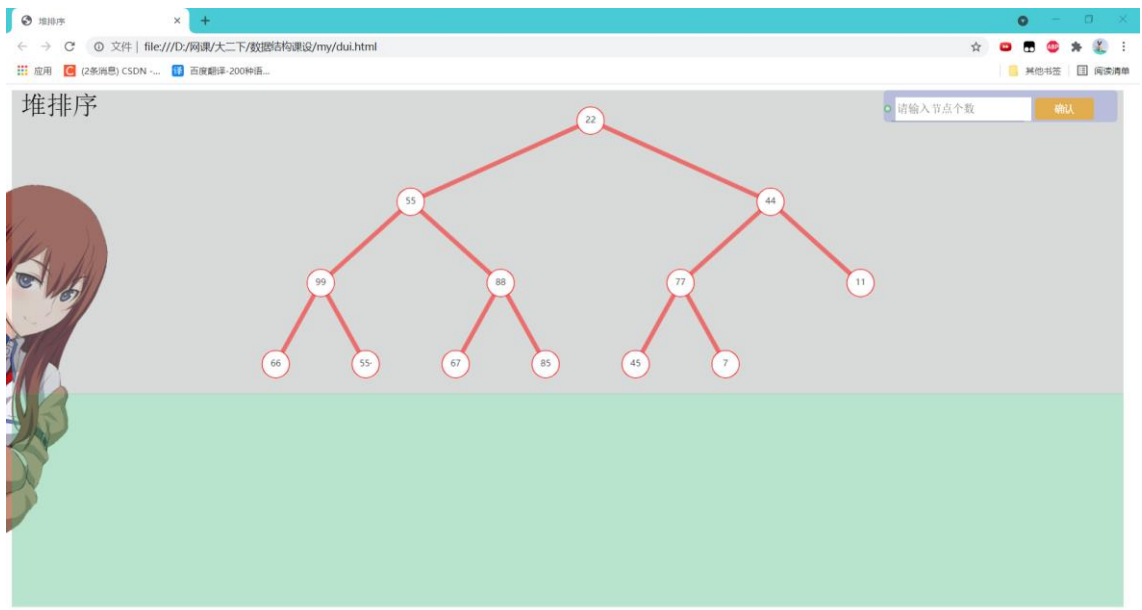 堆排序
文件 | file:///D:/网课/大二下/数据结构课设/my/dui.html
应用 (2条消息) CSDN -... 译 百度翻译-200种语... 其他书签 阅读清单
堆排序 请输入节点个数 确认
22
55 44
99 88 77 11
66 55- 67 85 45 7